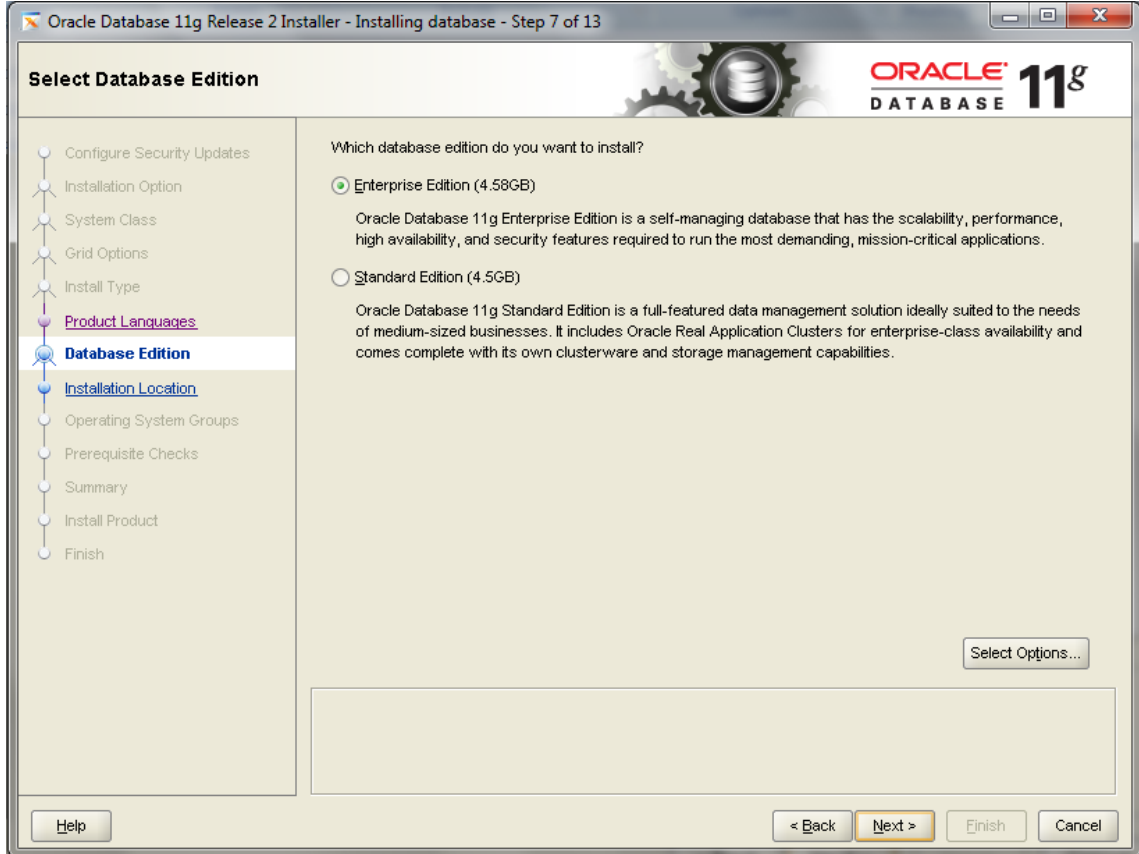 Oracle Database 11g Release 2 Installer - Installing database - Step 7 of 13
Select Database Edition
ORACLE DATABASE 11g
Configure Security Updates
Installation Option
System Class
Grid Options
Install Type
Product Languages
Database Edition
Installation Location
Operating System Groups
Prerequisite Checks
Summary
Install Product
Finish
Which database edition do you want to install?
Enterprise Edition (4.58GB)
Oracle Database 11g Enterprise Edition is a self-managing database that has the scalability, performance,
high availability, and security features required to run the most demanding, mission-critical applications.
Standard Edition (4.5GB)
Oracle Database 11g Standard Edition is a full-featured data management solution ideally suited to the needs
of medium-sized businesses. It includes Oracle Real Application Clusters for enterprise-class availability and
comes complete with its own clusterware and storage management capabilities.
Select Options...
Help
< Back
Next >
Finish
Cancel